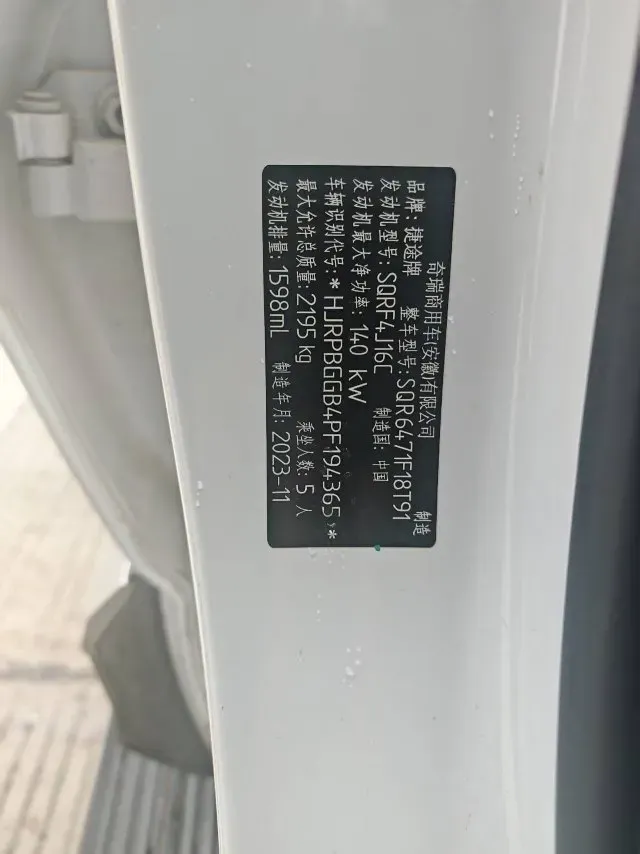 奇瑞商用车(安徽)有限公司 制造
品牌:捷途牌 整车型号:SQR6471F18T91
发动机型号:SQRF4J16C 制造国:中国
发动机最大净功率:140 kW
车辆识别代号:*HJRPBGGB4PF194365*
最大允许总质量:2195 kg 乘坐人数:5 人
发动机排量:1598mL 制造年月:2023-11